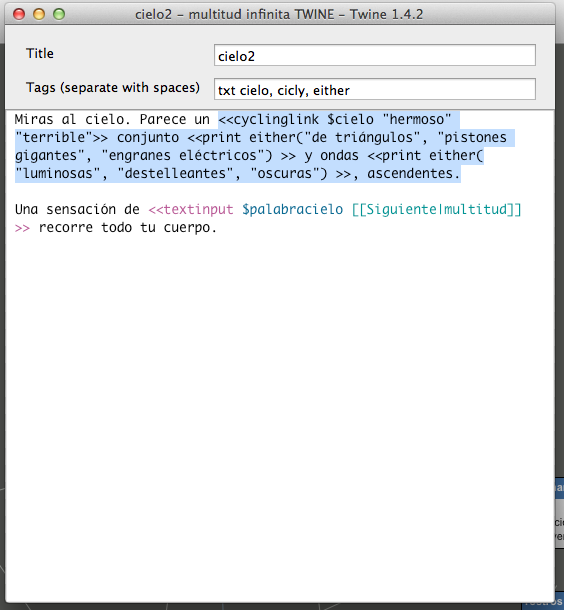 cielo2 – multitud infinita TWINE – Twine 1.4.2
Title
cielo2
Tags (separate with spaces)
txt cielo, cicly, either
Miras al cielo. Parece un <<cyclinglink $cielo "hermoso"
"terrible">> conjunto <<print either("de triángulos", "pistones
gigantes", "engranes eléctricos") >> y ondas <<print either(
"luminosas", "destelleantes", "oscuras") >>, ascendentes.
Una sensación de <<textinput $palabracielo [[Siguiente|multitud]]
>> recorre todo tu cuerpo.